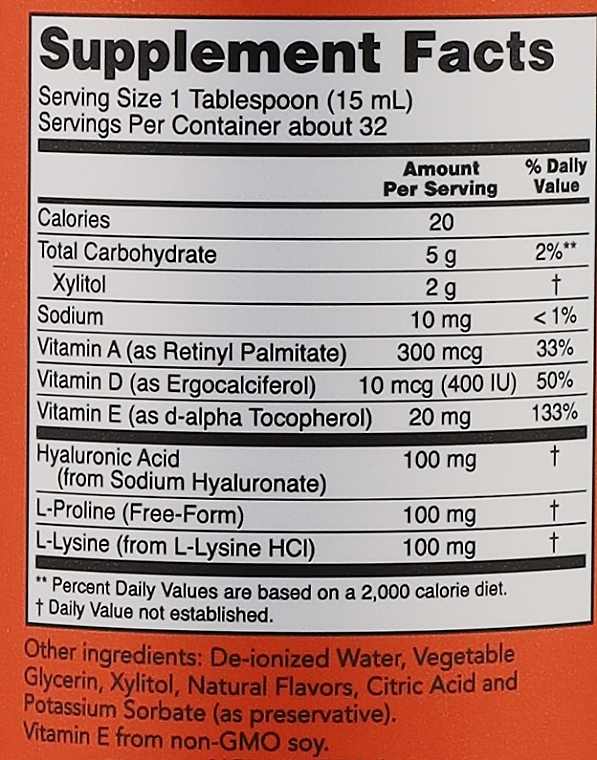 Supplement Facts
Serving Size 1 Tablespoon (15 mL)
Servings Per Container about 32
Amount Per Serving % Daily Value
Calories 20
Total Carbohydrate 5 g 2%**
Xylitol 2 g †
Sodium 10 mg < 1%
Vitamin A (as Retinyl Palmitate) 300 mcg 33%
Vitamin D (as Ergocalciferol) 10 mcg (400 IU) 50%
Vitamin E (as d-alpha Tocopherol) 20 mg 133%
Hyaluronic Acid 100 mg †
(from Sodium Hyaluronate)
L-Proline (Free-Form) 100 mg †
L-Lysine (from L-Lysine HCl) 100 mg †
** Percent Daily Values are based on a 2,000 calorie diet.
† Daily Value not established.
Other ingredients: De-ionized Water, Vegetable
Glycerin, Xylitol, Natural Flavors, Citric Acid and
Potassium Sorbate (as preservative).
Vitamin E from non-GMO soy.